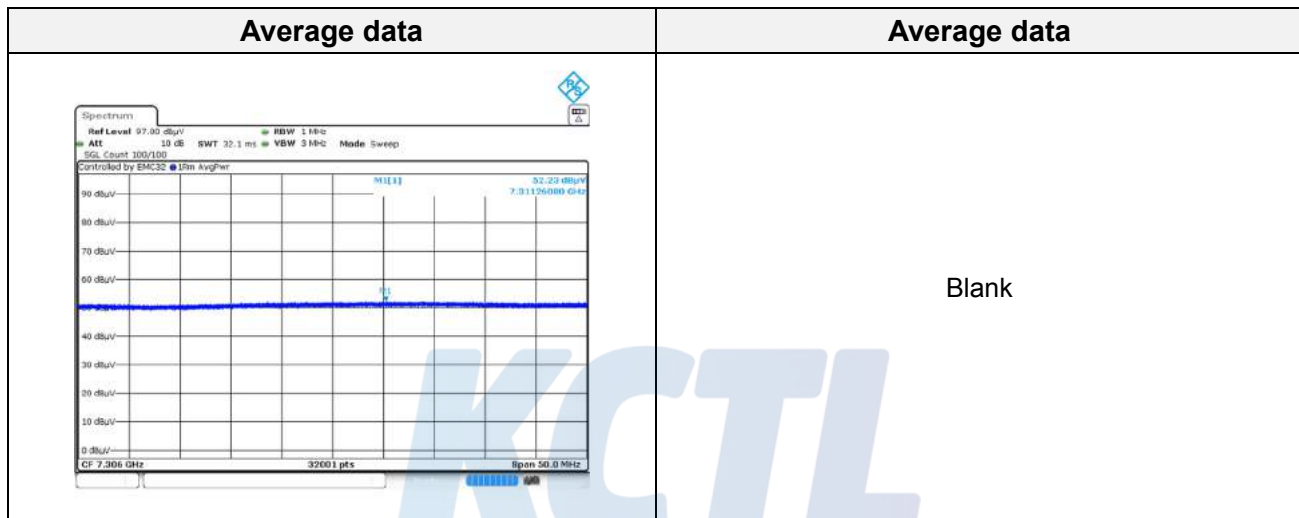 Average data
Average data
Spectrum
Ref Level 97.00 dBµV RBW 1 MHz
Att 10 dB SWT 32.1 ms VBW 3 MHz Mode Sweep
SGL Count 100/100
Controlled by EMC32 1Rm AvgPwr
M1[1] 52.23 dBµV
7.31126080 GHz
90 dBµV
80 dBµV
70 dBµV
60 dBµV
M1
40 dBµV
30 dBµV
20 dBµV
10 dBµV
0 dBµV
CF 7.306 GHz 32001 pts Span 50.0 MHz
Blank
KCTL